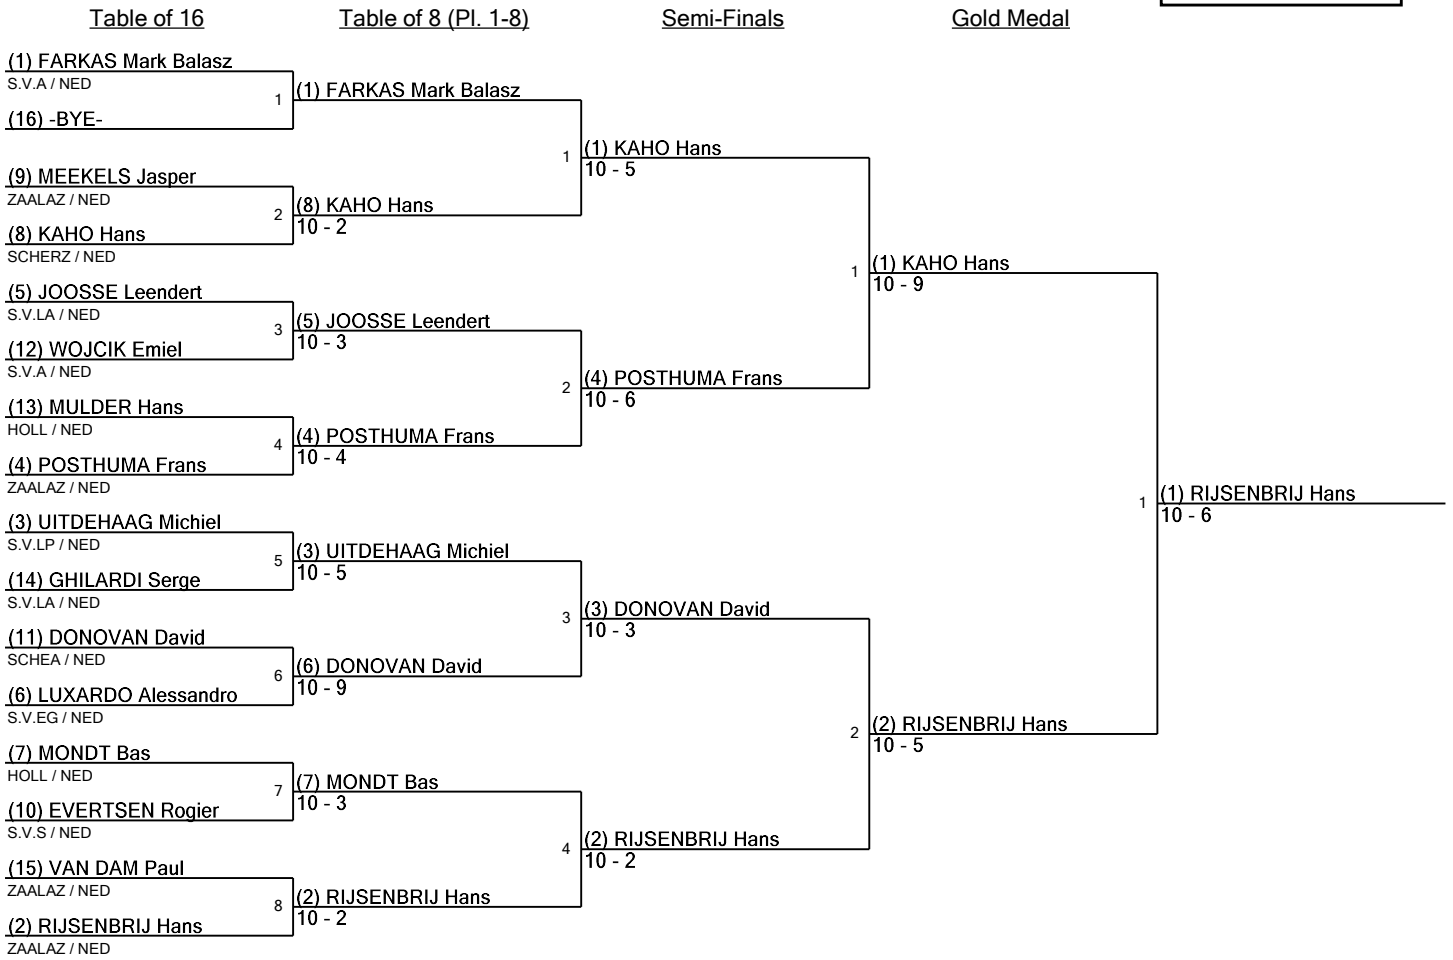 Table of 16
Table of 8 (Pl. 1-8)
Semi-Finals
Gold Medal
(1) FARKAS Mark Balasz
S.V.A / NED
(16) -BYE-
(9) MEEKELS Jasper
ZAALAZ / NED
(8) KAHO Hans
SCHERZ / NED
(5) JOOSSE Leendert
S.V.LA / NED
(12) WOJCIK Emiel
S.V.A / NED
(13) MULDER Hans
HOLL / NED
(4) POSTHUMA Frans
ZAALAZ / NED
(3) UITDEHAAG Michiel
S.V.LP / NED
(14) GHILARDI Serge
S.V.LA / NED
(11) DONOVAN David
SCHEA / NED
(6) LUXARDO Alessandro
S.V.EG / NED
(7) MONDT Bas
HOLL / NED
(10) EVERTSEN Rogier
S.V.S / NED
(15) VAN DAM Paul
ZAALAZ / NED
(2) RIJSENBRIJ Hans
ZAALAZ / NED
1
(1) FARKAS Mark Balasz
2
(8) KAHO Hans
10 - 2
3
(5) JOOSSE Leendert
10 - 3
4
(4) POSTHUMA Frans
10 - 4
5
(3) UITDEHAAG Michiel
10 - 5
6
(6) DONOVAN David
10 - 9
7
(7) MONDT Bas
10 - 3
8
(2) RIJSENBRIJ Hans
10 - 2
1
(1) KAHO Hans
10 - 5
2
(4) POSTHUMA Frans
10 - 6
3
(3) DONOVAN David
10 - 3
4
(2) RIJSENBRIJ Hans
10 - 2
1
(1) KAHO Hans
10 - 9
2
(2) RIJSENBRIJ Hans
10 - 5
1
(1) RIJSENBRIJ Hans
10 - 6